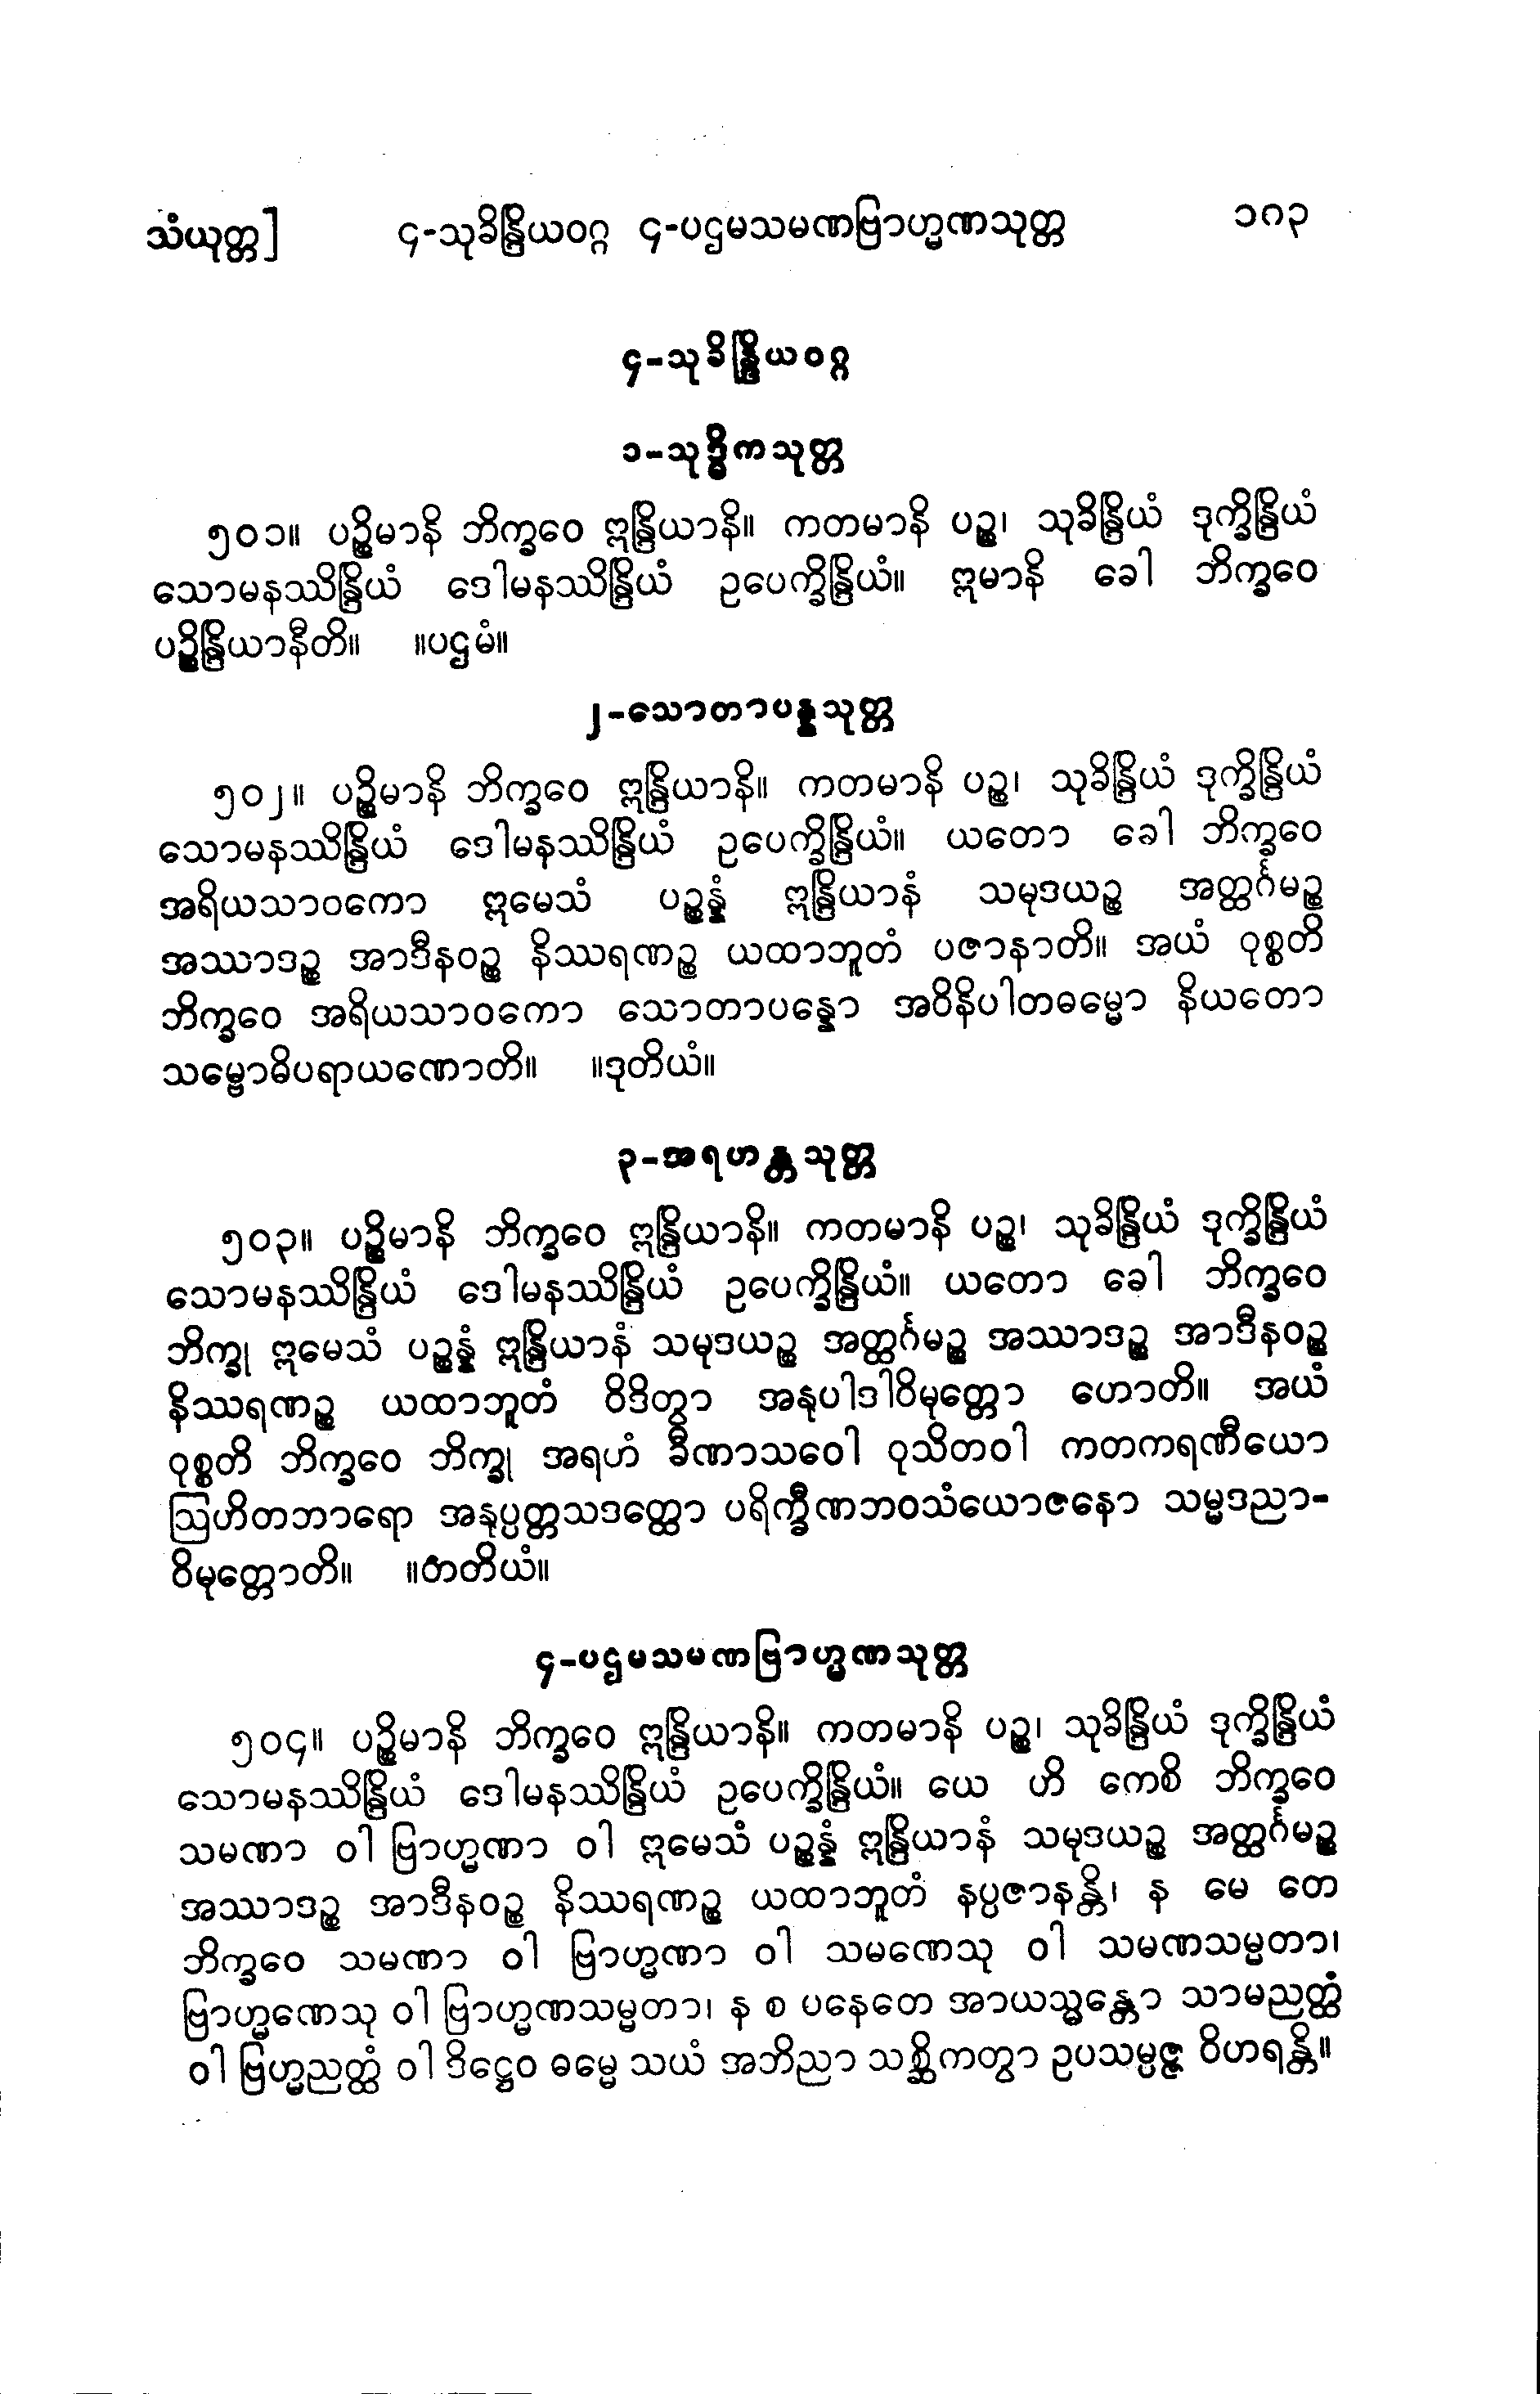 သံယုတ္တ] ၄-သုခိန္ဒြိယဝဂ္ဂ ၄-ပဌမသမဏဗြာဟ္မဏသုတ္တ ၁၈၃
၄-သုခိန္ဒြိယဝဂ္ဂ
၁-သုဒ္ဓိကသုတ္တ
၅၀၁။ ပဉ္စိမာနိ ဘိက္ခဝေ ဣန္ဒြိယာနိ။ ကတမာနိ ပဉ္စ၊ သုခိန္ဒြိယံ ဒုက္ခိန္ဒြိယံ
သောမနဿိန္ဒြိယံ ဒေါမနဿိန္ဒြိယံ ဥပေက္ခိန္ဒြိယံ။ ဣမာနိ ခေါ ဘိက္ခဝေ
ပဉ္စိန္ဒြိယာနီတိ။ ။ပဌမံ။
၂-သောတာပန္နသုတ္တ
၅၀၂။ ပဉ္စိမာနိ ဘိက္ခဝေ ဣန္ဒြိယာနိ။ ကတမာနိ ပဉ္စ၊ သုခိန္ဒြိယံ ဒုက္ခိန္ဒြိယံ
သောမနဿိန္ဒြိယံ ဒေါမနဿိန္ဒြိယံ ဥပေက္ခိန္ဒြိယံ။ ယတော ခေါ ဘိက္ခဝေ
အရိယသာဝကော ဣမေသံ ပဉ္စန္နံ ဣန္ဒြိယာနံ သမုဒယဉ္စ အတ္ထင်္ဂမဉ္စ
အဿာဒဉ္စ အာဒီနဝဉ္စ နိဿရဏဉ္စ ယထာဘူတံ ပဇာနာတိ။ အယံ ဝုစ္စတိ
ဘိက္ခဝေ အရိယသာဝကော သောတာပန္နော အဝိနိပါတဓမ္မော နိယတော
သမ္ဗောဓိပရာယဏောတိ။ ။ဒုတိယံ။
၃-အရဟန္တသုတ္တ
၅၀၃။ ပဉ္စိမာနိ ဘိက္ခဝေ ဣန္ဒြိယာနိ။ ကတမာနိ ပဉ္စ၊ သုခိန္ဒြိယံ ဒုက္ခိန္ဒြိယံ
သောမနဿိန္ဒြိယံ ဒေါမနဿိန္ဒြိယံ ဥပေက္ခိန္ဒြိယံ။ ယတော ခေါ ဘိက္ခဝေ
ဘိက္ခု ဣမေသံ ပဉ္စန္နံ ဣန္ဒြိယာနံ သမုဒယဉ္စ အတ္ထင်္ဂမဉ္စ အဿာဒဉ္စ အာဒီနဝဉ္စ
နိဿရဏဉ္စ ယထာဘူတံ ဝိဒိတွာ အနုပါဒါဝိမုတ္တော ဟောတိ။ အယံ
ဝုစ္စတိ ဘိက္ခဝေ ဘိက္ခု အရဟံ ခီဏာသဝေါ ဝုသိတဝါ ကတကရဏီယော
ဩဟိတဘာရော အနုပ္ပတ္တသဒတ္ထော ပရိက္ခီဏဘဝသံယောဇနော သမ္မဒညာ-
ဝိမုတ္တောတိ။ ။တတိယံ။
၄-ပဌမသမဏဗြာဟ္မဏသုတ္တ
၅၀၄။ ပဉ္စိမာနိ ဘိက္ခဝေ ဣန္ဒြိယာနိ။ ကတမာနိ ပဉ္စ၊ သုခိန္ဒြိယံ ဒုက္ခိန္ဒြိယံ
သောမနဿိန္ဒြိယံ ဒေါမနဿိန္ဒြိယံ ဥပေက္ခိန္ဒြိယံ။ ယေ ဟိ ကေစိ ဘိက္ခဝေ
သမဏာ ဝါ ဗြာဟ္မဏာ ဝါ ဣမေသံ ပဉ္စန္နံ ဣန္ဒြိယာနံ သမုဒယဉ္စ အတ္ထင်္ဂမဉ္စ
အဿာဒဉ္စ အာဒီနဝဉ္စ နိဿရဏဉ္စ ယထာဘူတံ နပ္ပဇာနန္တိ၊ န မေ တေ
ဘိက္ခဝေ သမဏာ ဝါ ဗြာဟ္မဏာ ဝါ သမဏေသု ဝါ သမဏသမ္မတာ၊
ဗြာဟ္မဏေသု ဝါ ဗြာဟ္မဏသမ္မတာ၊ န စ ပနေတေ အာယသ္မန္တော သာမညတ္ထံ
ဝါ ဗြဟ္မညတ္ထံ ဝါ ဒိဋ္ဌေဝ ဓမ္မေ သယံ အဘိညာ သစ္ဆိကတွာ ဥပသမ္ပဇ္ဇ ဝိဟရန္တိ။